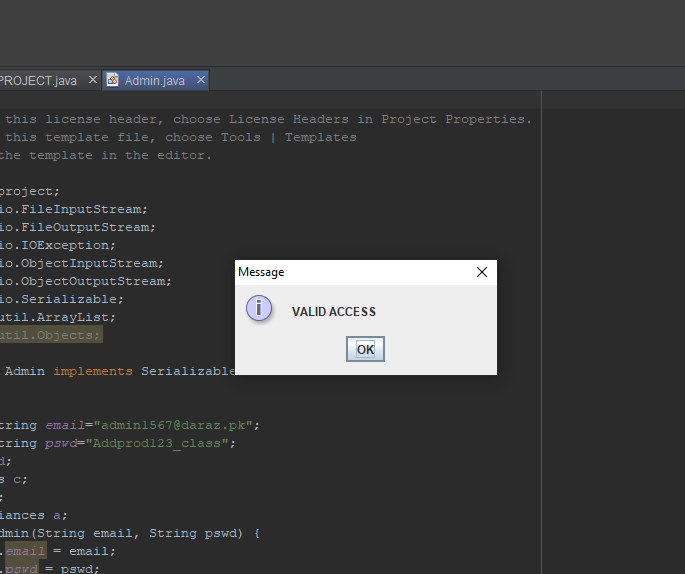 PROJECT.java
Admin.java
this license header, choose License Headers in Project Properties.
this template file, choose Tools | Templates
the template in the editor.
project;
io.FileInputStream;
io.FileOutputStream;
io.IOException;
io.ObjectInputStream;
io.ObjectOutputStream;
io.Serializable;
util.ArrayList;
util.Objects;
Message
VALID ACCESS
OK
Admin implements Serializable
tring email="admin1567@daraz.pk";
tring pswd="Addprod123_class";
d;
s c;
;
iances a;
dmin(String email, String pswd) {
.email = email;
.pswd = pswd;